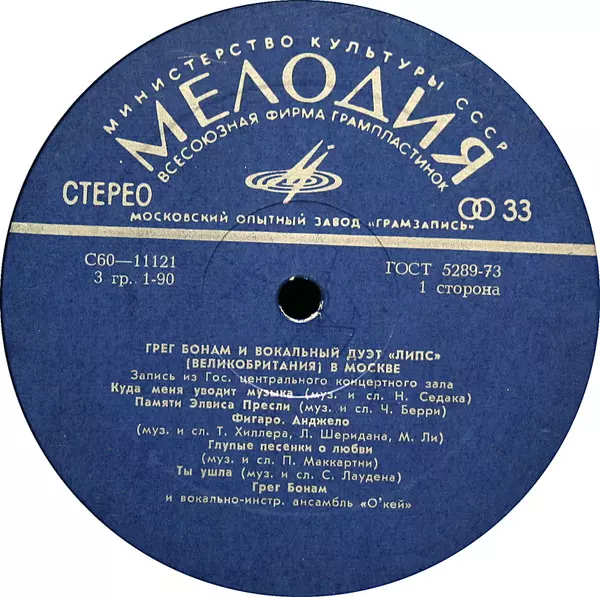 МИНИСТЕРСТВО КУЛЬТУРЫ СССР
МЕЛОДИЯ
ВСЕСОЮЗНАЯ ФИРМА ГРАМПЛАСТИНОК
СТЕРЕО
33
МОСКОВСКИЙ ОПЫТНЫЙ ЗАВОД «ГРАМЗАПИСЬ»
С60—11121
ГОСТ 5289-73
3 гр. 1-90
1 сторона
ГРЕГ БОНАМ И ВОКАЛЬНЫЙ ДУЭТ «ЛИПС»
(ВЕЛИКОБРИТАНИЯ) В МОСКВЕ
Запись из Гос. центрального концертного зала
Куда меня уводит музыка (муз. и сл. Н. Седака)
Памяти Элвиса Пресли (муз. и сл. Ч. Берри)
Фигаро. Анджело
(муз. и сл. Т. Хиллера, Л. Шеридана, М. Ли)
Глупые песенки о любви
(муз. и сл. П. Маккартни)
Ты ушла (муз. и сл. С. Лаудена)
Грег Бонам
и вокально-инстр. ансамбль «О'кей»